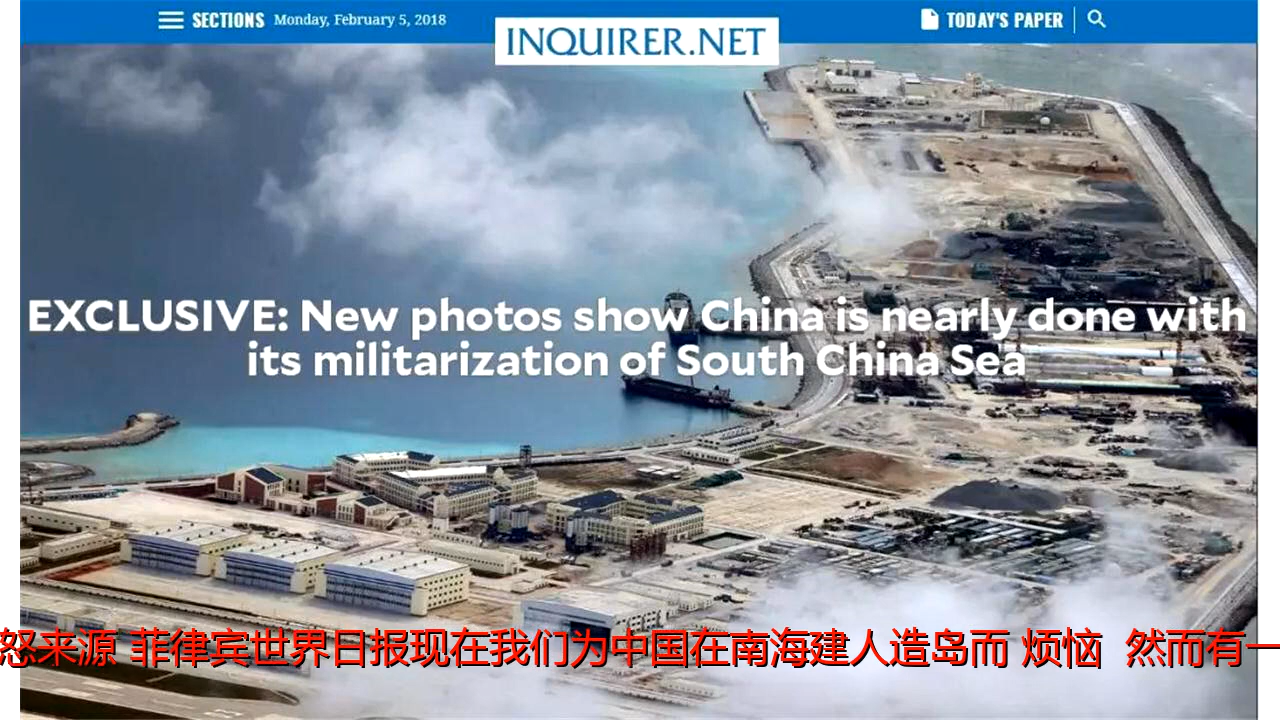 SECTIONS Monday, February 5, 2018
INQUIRER.NET
TODAY'S PAPER
EXCLUSIVE: New photos show China is nearly done with
its militarization of South China Sea
怒来源 菲律宾世界日报现在我们为中国在南海建人造岛而 烦恼 然而有一